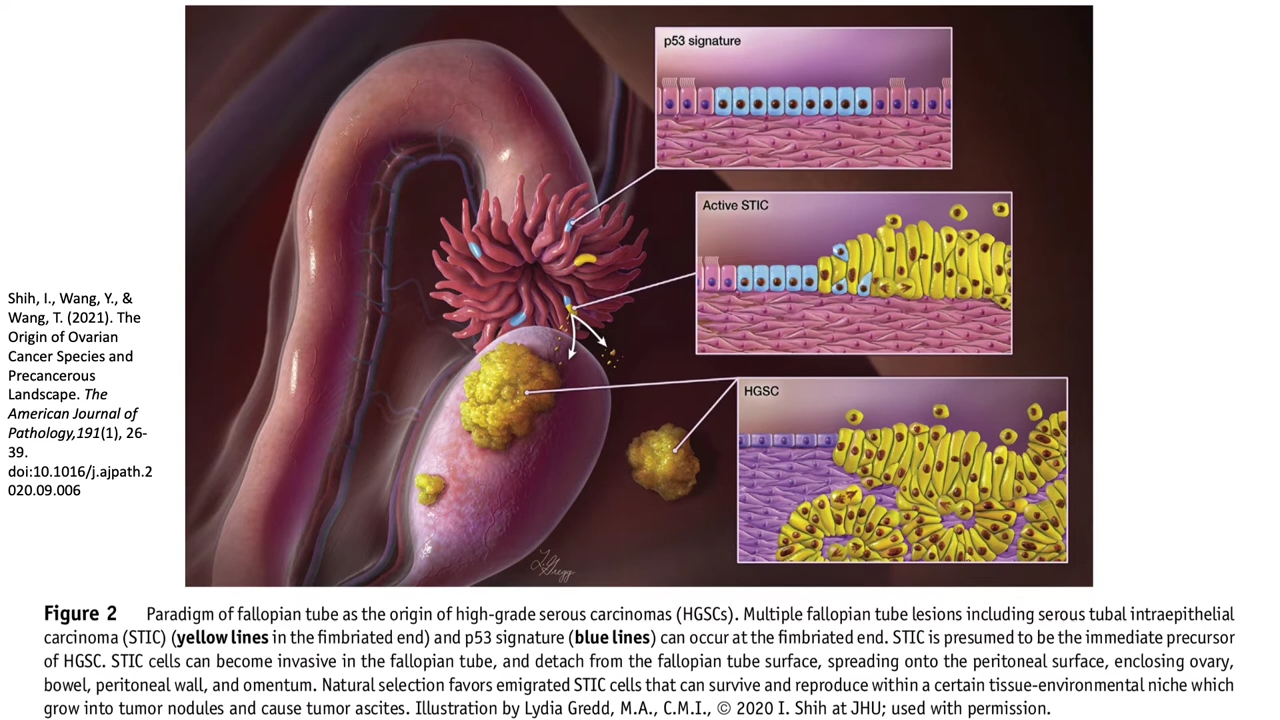 p53 signature
Active STIC
HGSC
Shih, I., Wang, Y., &
Wang, T. (2021). The
Origin of Ovarian
Cancer Species and
Precancerous
Landscape. The
American Journal of
Pathology,191(1), 26-
39.
doi:10.1016/j.ajpath.2
020.09.006
Figure 2 Paradigm of fallopian tube as the origin of high-grade serous carcinomas (HGSCs). Multiple fallopian tube lesions including serous tubal intraepithelial
carcinoma (STIC) (yellow lines in the fimbriated end) and p53 signature (blue lines) can occur at the fimbriated end. STIC is presumed to be the immediate precursor
of HGSC. STIC cells can become invasive in the fallopian tube, and detach from the fallopian tube surface, spreading onto the peritoneal surface, enclosing ovary,
bowel, peritoneal wall, and omentum. Natural selection favors emigrated STIC cells that can survive and reproduce within a certain tissue-environmental niche which
grow into tumor nodules and cause tumor ascites. Illustration by Lydia Gredd, M.A., C.M.I., © 2020 I. Shih at JHU; used with permission.